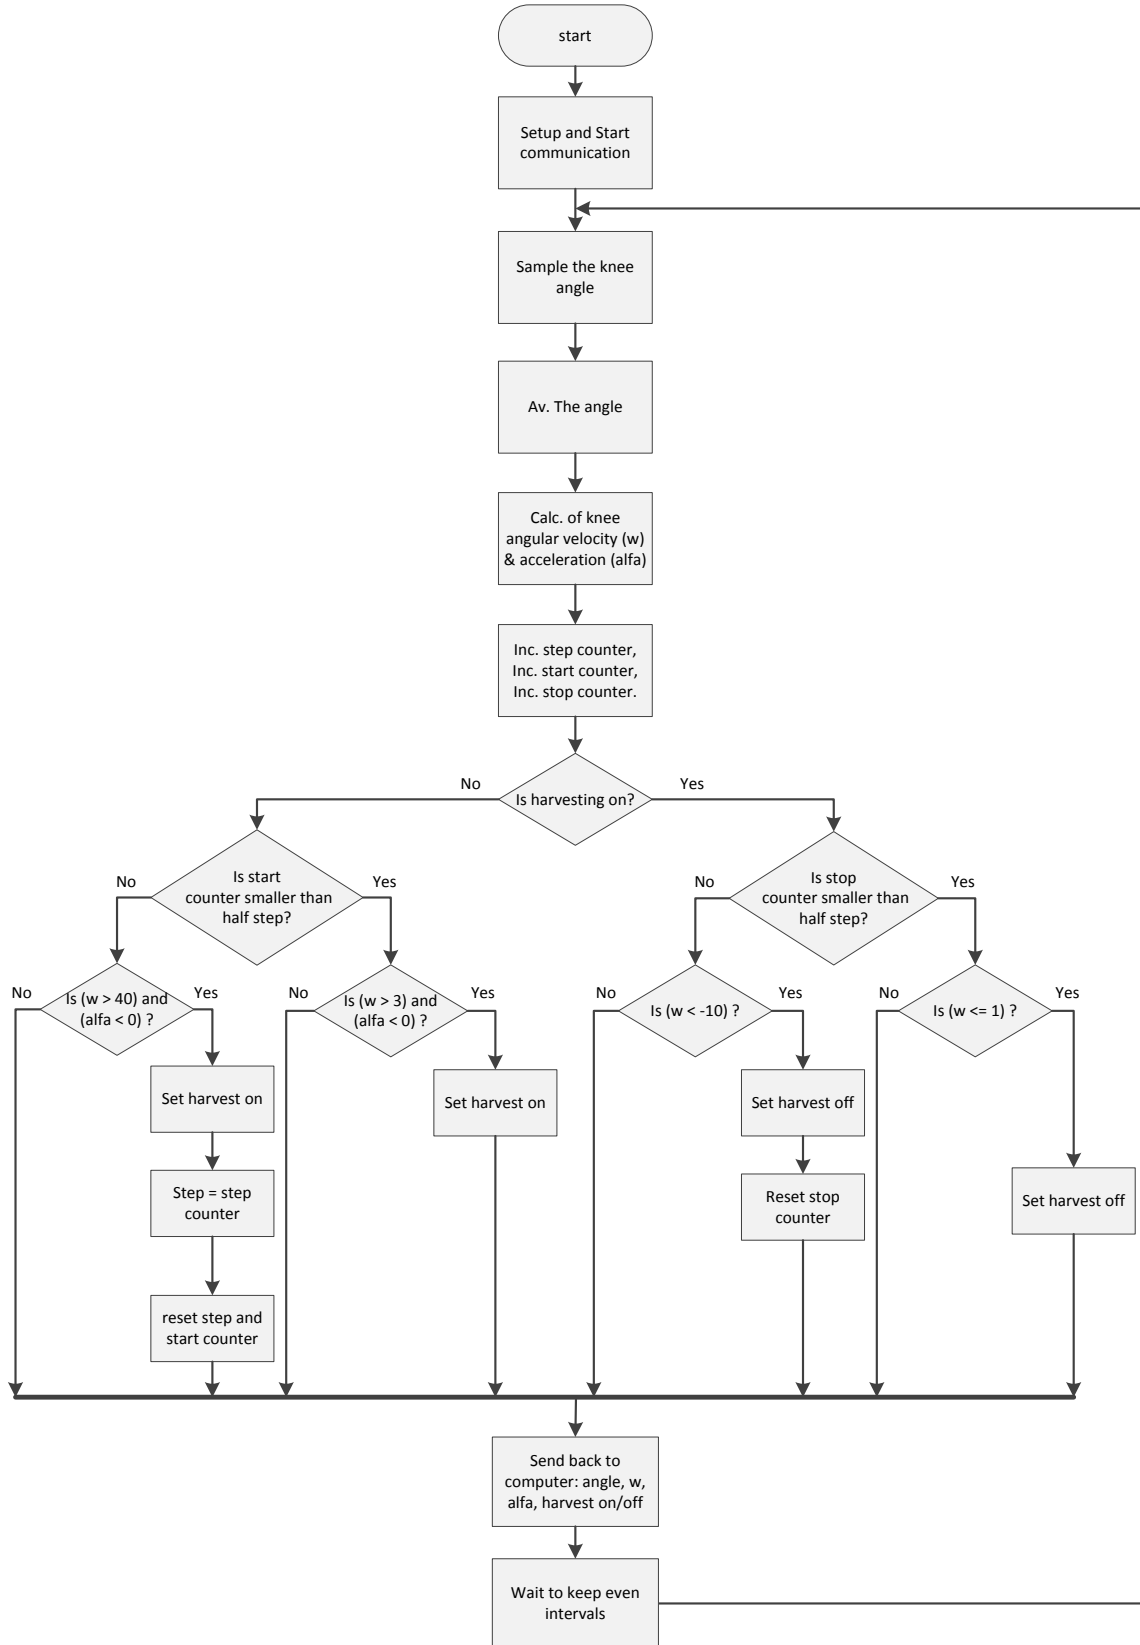 start
Setup and Start
communication
Sample the knee
angle
Av. The angle
Calc. of knee
angular velocity (w)
& acceleration (alfa)
Inc. step counter,
Inc. start counter,
Inc. stop counter.
No
Is harvesting on?
Yes
No
Is start
counter smaller than
half step?
Yes
No
Is stop
counter smaller than
half step?
Yes
No
Is (w > 40) and
(alfa < 0) ?
Yes
No
Is (w > 3) and
(alfa < 0) ?
Yes
No
Is (w < -10) ?
Yes
No
Is (w <= 1) ?
Yes
Set harvest on
Set harvest on
Set harvest off
Step = step
counter
Reset stop
counter
Set harvest off
reset step and
start counter
Send back to
computer: angle, w,
alfa, harvest on/off
Wait to keep even
intervals